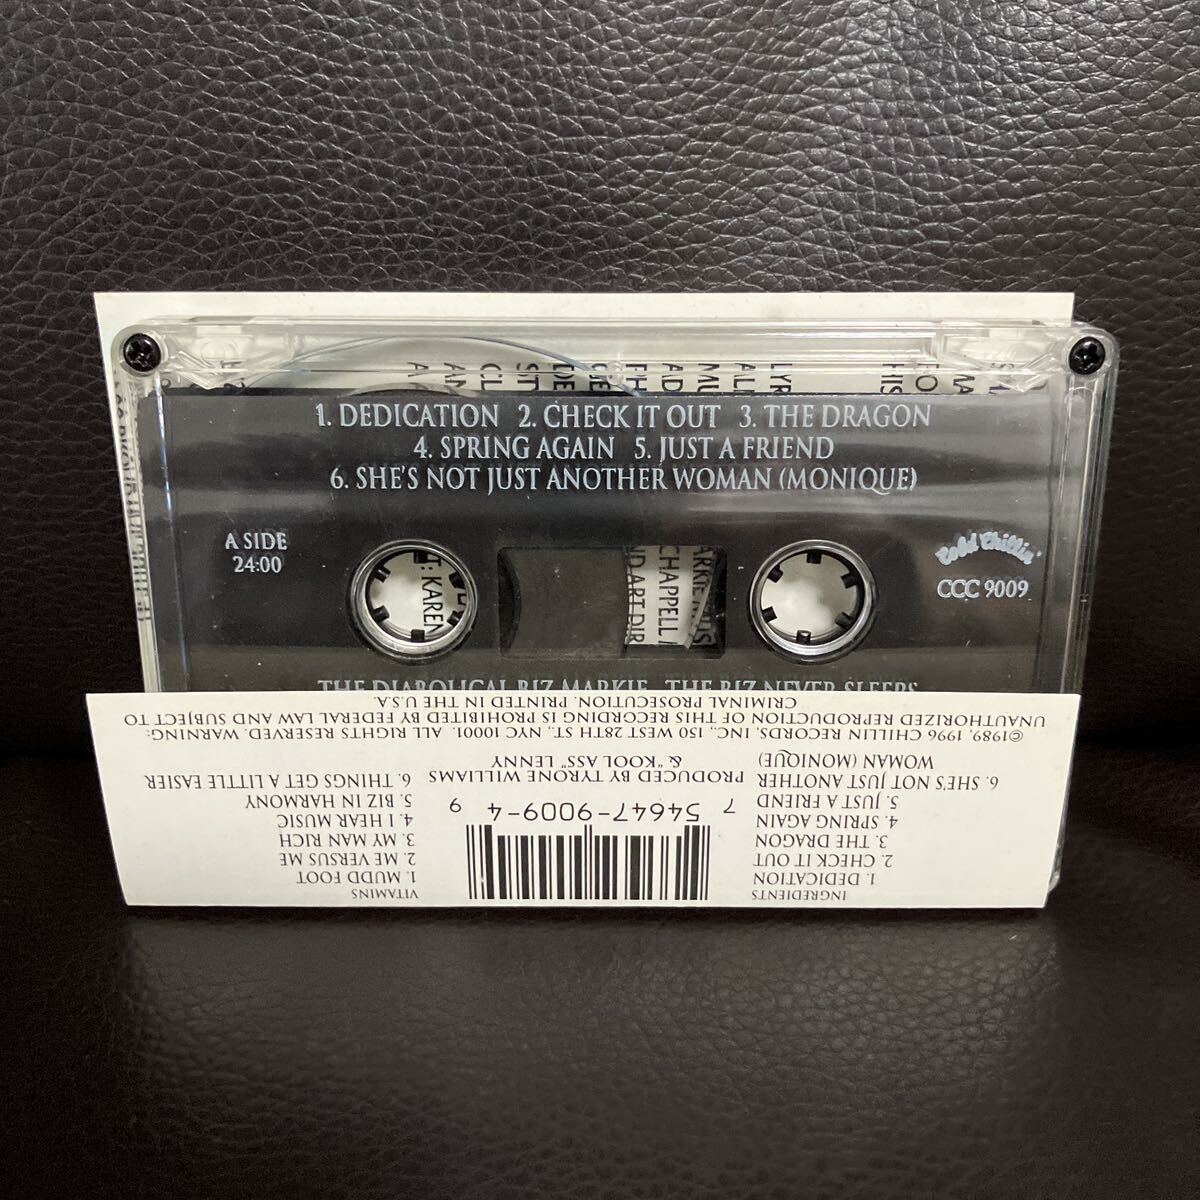 1. DEDICATION 2. CHECK IT OUT 3. THE DRAGON
4. SPRING AGAIN 5. JUST A FRIEND
6. SHE'S NOT JUST ANOTHER WOMAN (MONIQUE)
A SIDE
24:00
Cold Chillin'
CCC 9009
T: KAREN
CHAPPELL
ND ART DIR
THE DIABOLICAL BIZ MARKIE THE BIZ NEVER SLEEPS
INGREDIENTS
1. DEDICATION
2. CHECK IT OUT
3. THE DRAGON
4. SPRING AGAIN
5. JUST A FRIEND
6. SHE'S NOT JUST ANOTHER
WOMAN (MONIQUE)
7 54647-9009-4 9
PRODUCED BY TYRONE WILLIAMS
& "KOOL ASS" LENNY
VITAMINS
1. MUDD FOOT
2. ME VERSUS ME
3. MY MAN RICH
4. I HEAR MUSIC
5. BIZ IN HARMONY
6. THINGS GET A LITTLE EASIER
©1989, 1996 CHILLIN RECORDS, INC., 150 WEST 28TH ST., NYC 10001. ALL RIGHTS RESERVED. WARNING:
UNAUTHORIZED REPRODUCTION OF THIS RECORDING IS PROHIBITED BY FEDERAL LAW AND SUBJECT TO
CRIMINAL PROSECUTION. PRINTED IN THE U.S.A.